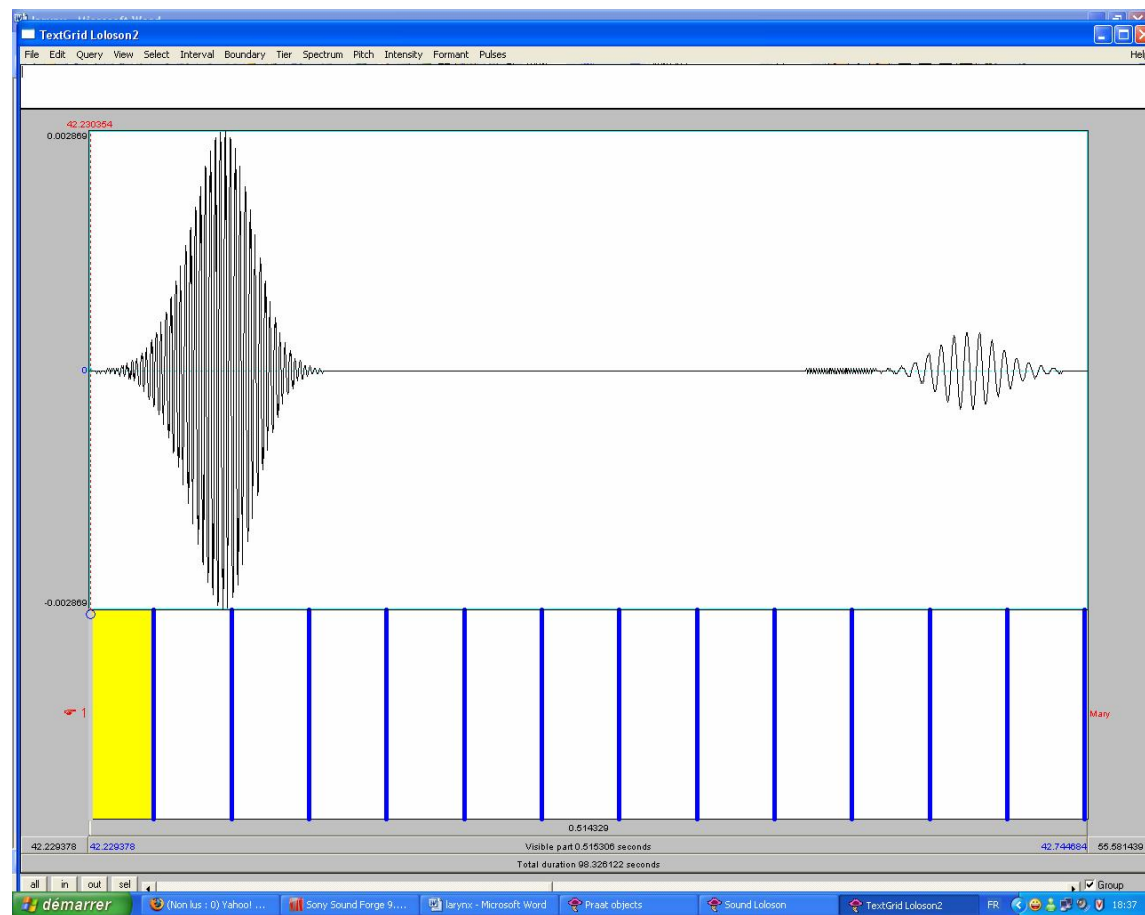 TextGrid Loloson2
File Edit Query View Select Interval Boundary Tier Spectrum Pitch Intensity Formant Pulses Hel
42.230354
0.002869
0
-0.002869
☞ 1
Mary
0.514329
42.229378 42.229378 Visible part 0.515306 seconds 42.744684 55.581439
Total duration 98.326122 seconds
all in out sel Group
démarrer (Non lus : 0) Yahoo! ... Sony Sound Forge 9.... larynx - Microsoft Word Praat objects Sound Loloson TextGrid Loloson2 FR 18:37